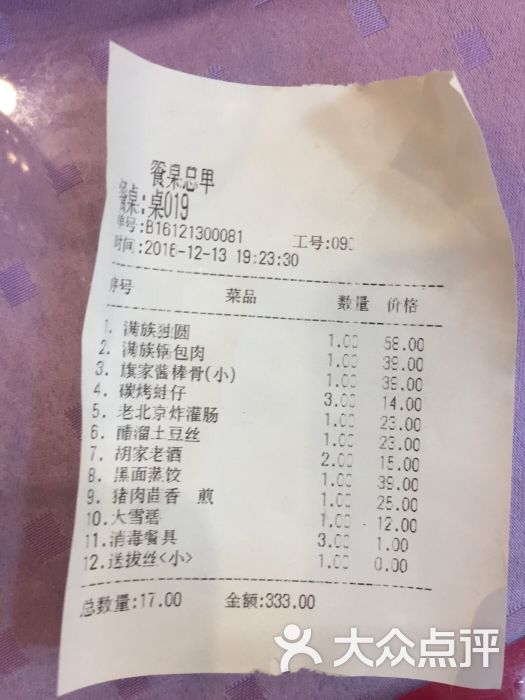 餐桌总单
餐桌:桌019
单号:B16121300081 工号:09
时间:2016-12-13 19:23:30
序号 菜品 数量 价格
1. 满族独圆 1.00 58.00
2. 满族锅包肉 1.00 39.00
3. 旗家酱棒骨(小) 1.00 39.00
4. 碳烤蚝仔 3.00 14.00
5. 老北京炸灌肠 1.00 23.00
6. 醋溜土豆丝 1.00 23.00
7. 胡家老酒 2.00 15.00
8. 黑面蒸饺 1.00 39.00
9. 猪肉茴香 煎 1.00 25.00
10.大雪碧 1.00 12.00
11.消毒餐具 3.00 1.00
12.送拔丝<小> 1.00 0.00
总数量:17.00 金额:333.00
大众点评